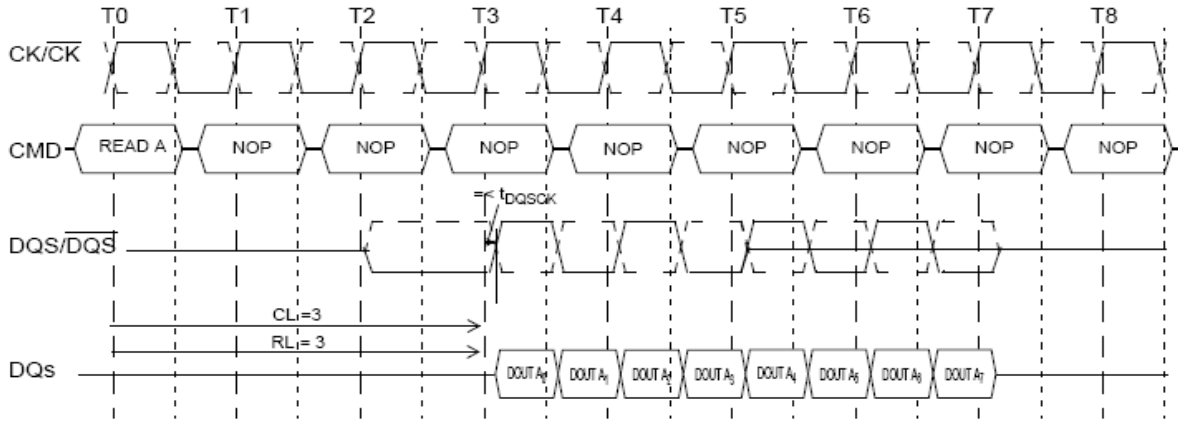 T0 T1 T2 T3 T4 T5 T6 T7 T8
CK/CK
CMD READ A NOP NOP NOP NOP NOP NOP NOP NOP
=< tDQSCK
DQS/DQS
CL =3
RL = 3
DQs DOUT A0 DOUT A1 DOUT A2 DOUT A3 DOUT A4 DOUT A5 DOUT A6 DOUT A7